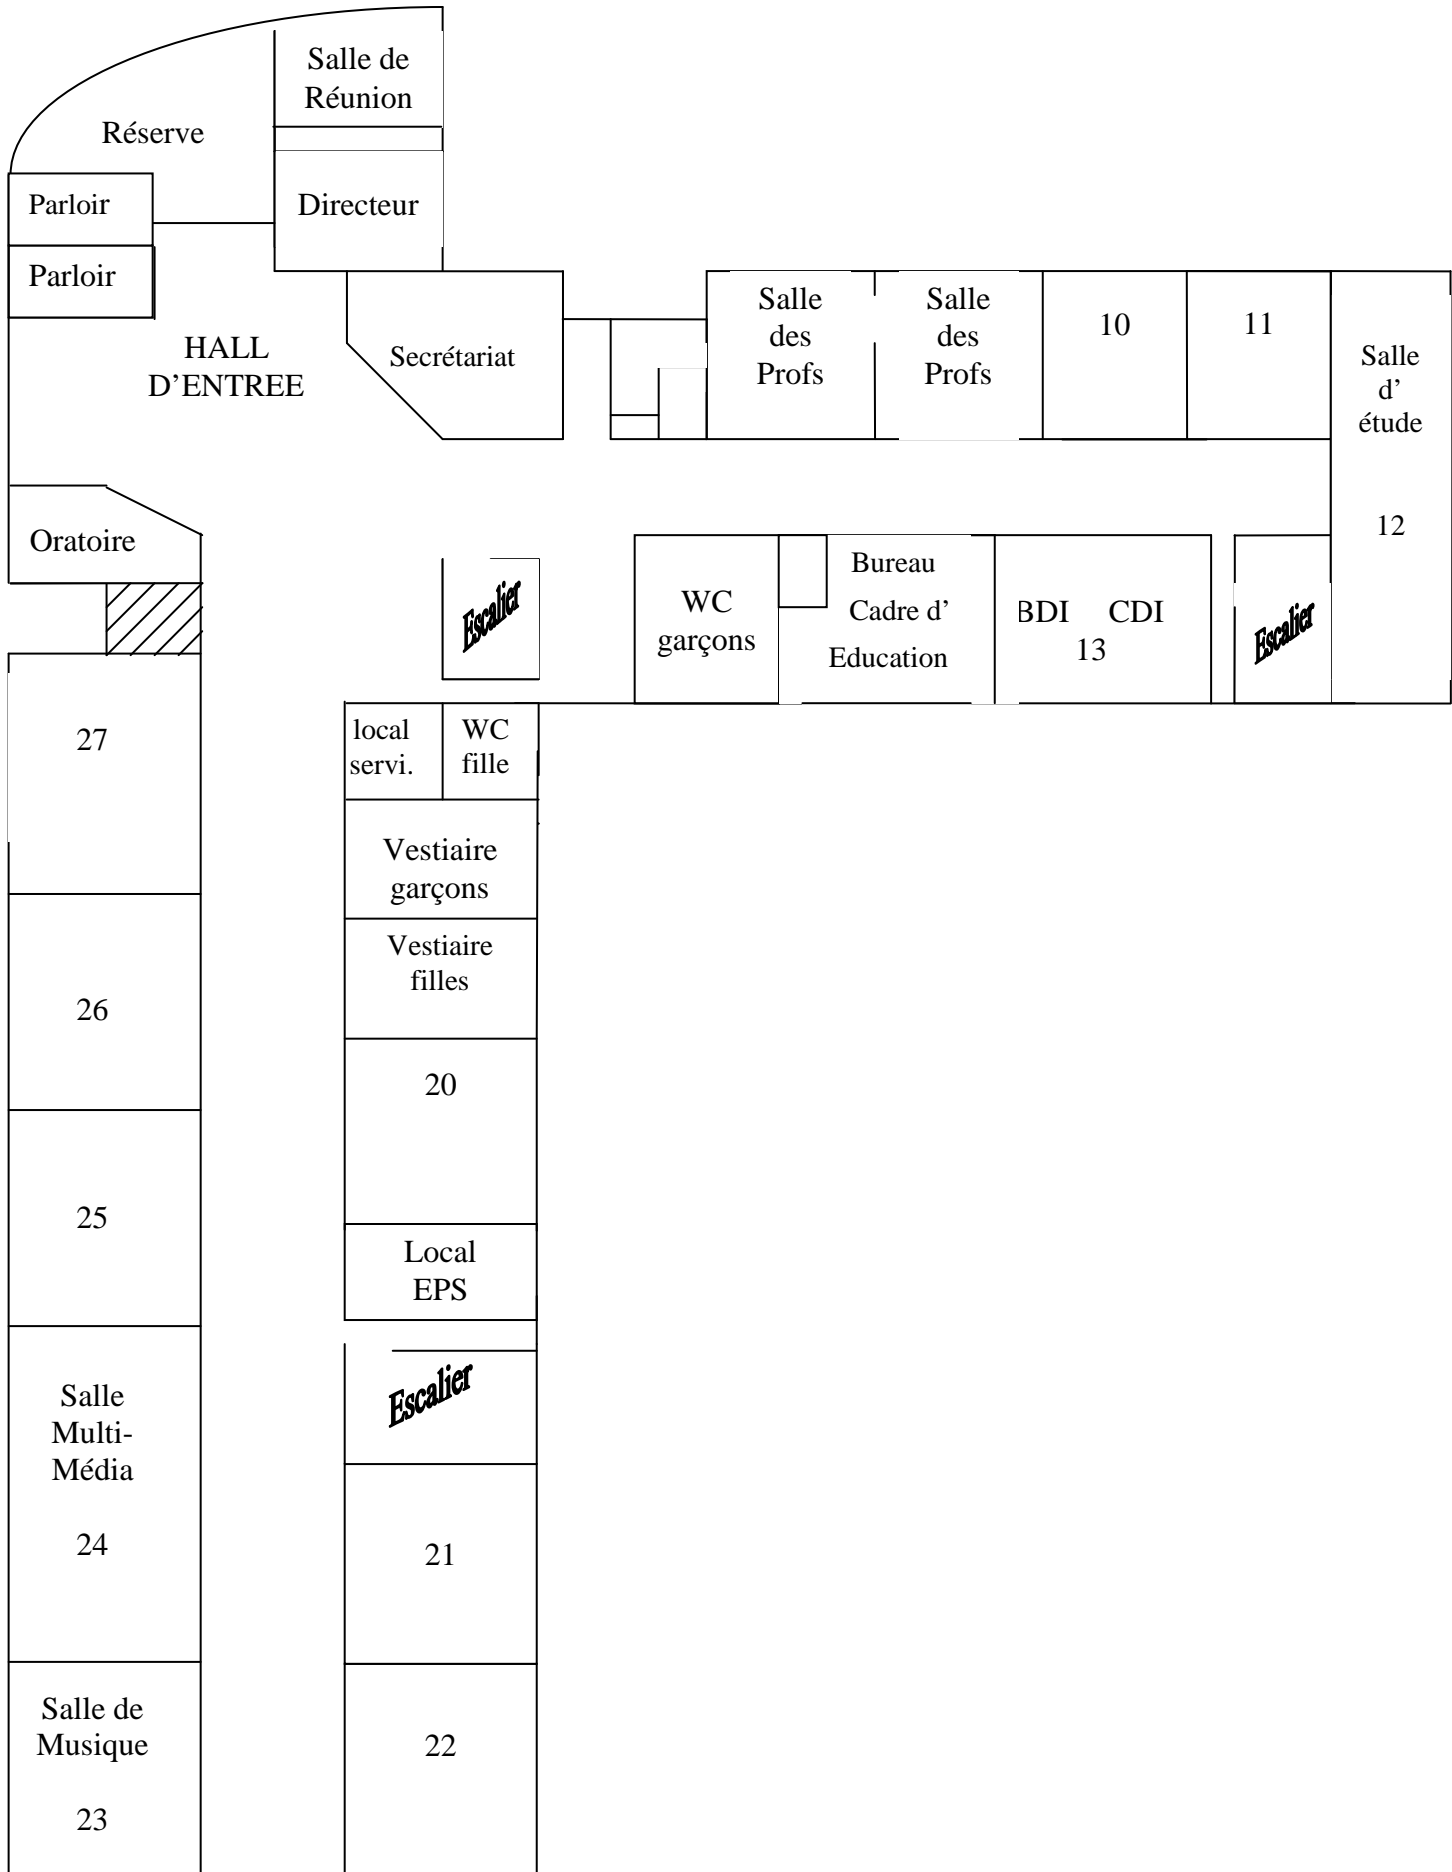 Salle de
Réunion
Réserve
Parloir
Directeur
Parloir
HALL
D’ENTREE
Secrétariat
Salle
des
Profs
Salle
des
Profs
10
11
Salle
d’
étude
12
Oratoire
Escalier
WC
garçons
Bureau
Cadre d’
Education
BDI CDI
13
Escalier
27
local
servi.
WC
fille
Vestiaire
garçons
Vestiaire
filles
26
20
25
Local
EPS
Escalier
Salle
Multi-
Média
24
21
Salle de
Musique
23
22